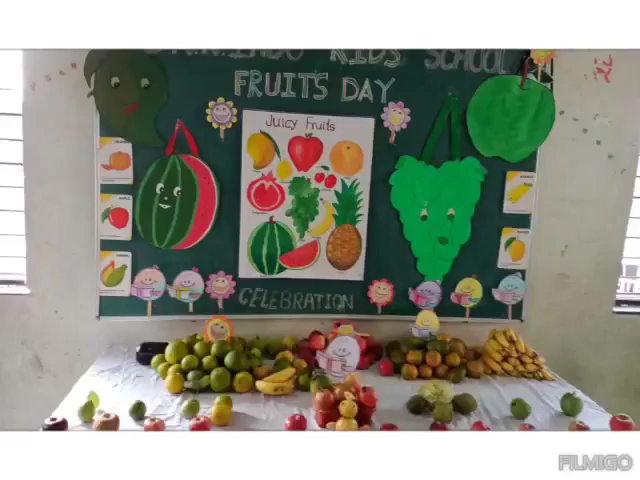 KIDS SCHOOL
FRUITS DAY
Juicy Fruits
CELEBRATION
FILMIGO